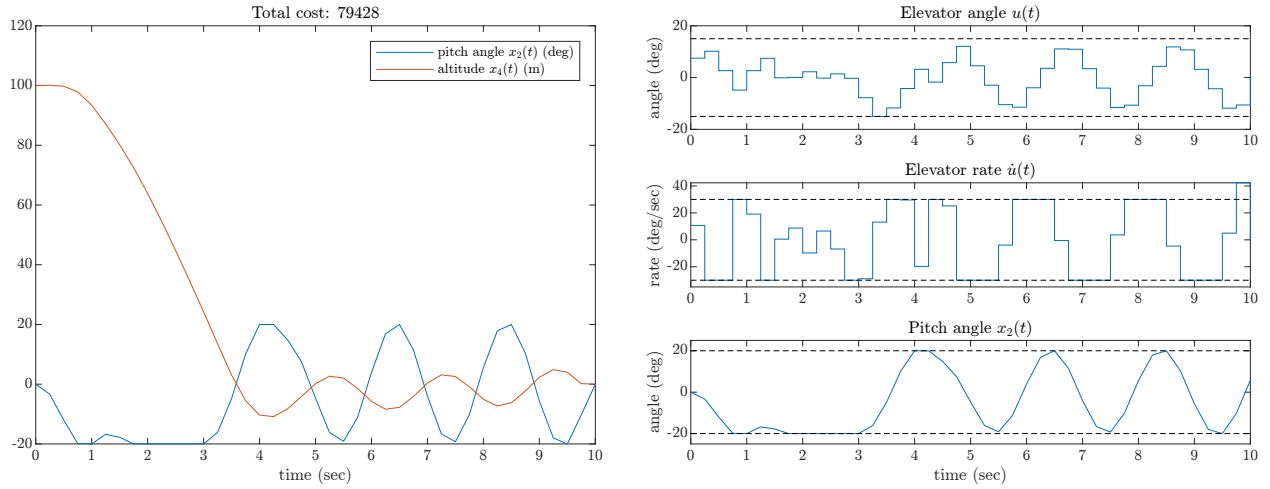 Total cost: 79428
120
100
80
60
40
20
0
-20
0 1 2 3 4 5 6 7 8 9 10
time (sec)
pitch angle x₂(t) (deg)
altitude x₄(t) (m)
Elevator angle u(t)
angle (deg)
20
0
-20
0 1 2 3 4 5 6 7 8 9 10
Elevator rate u̇(t)
rate (deg/sec)
40
20
0
-20
0 1 2 3 4 5 6 7 8 9 10
Pitch angle x₂(t)
angle (deg)
20
0
-20
0 1 2 3 4 5 6 7 8 9 10
time (sec)